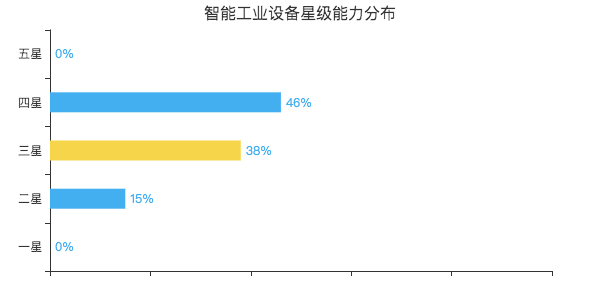 智能工业设备星级能力分布
五星 0%
四星 46%
三星 38%
二星 15%
一星 0%